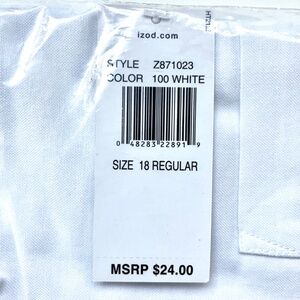 izod.com
STYLE Z871023
COLOR 100 WHITE
0 48283 22891 9
SIZE 18 REGULAR
MSRP $24.00